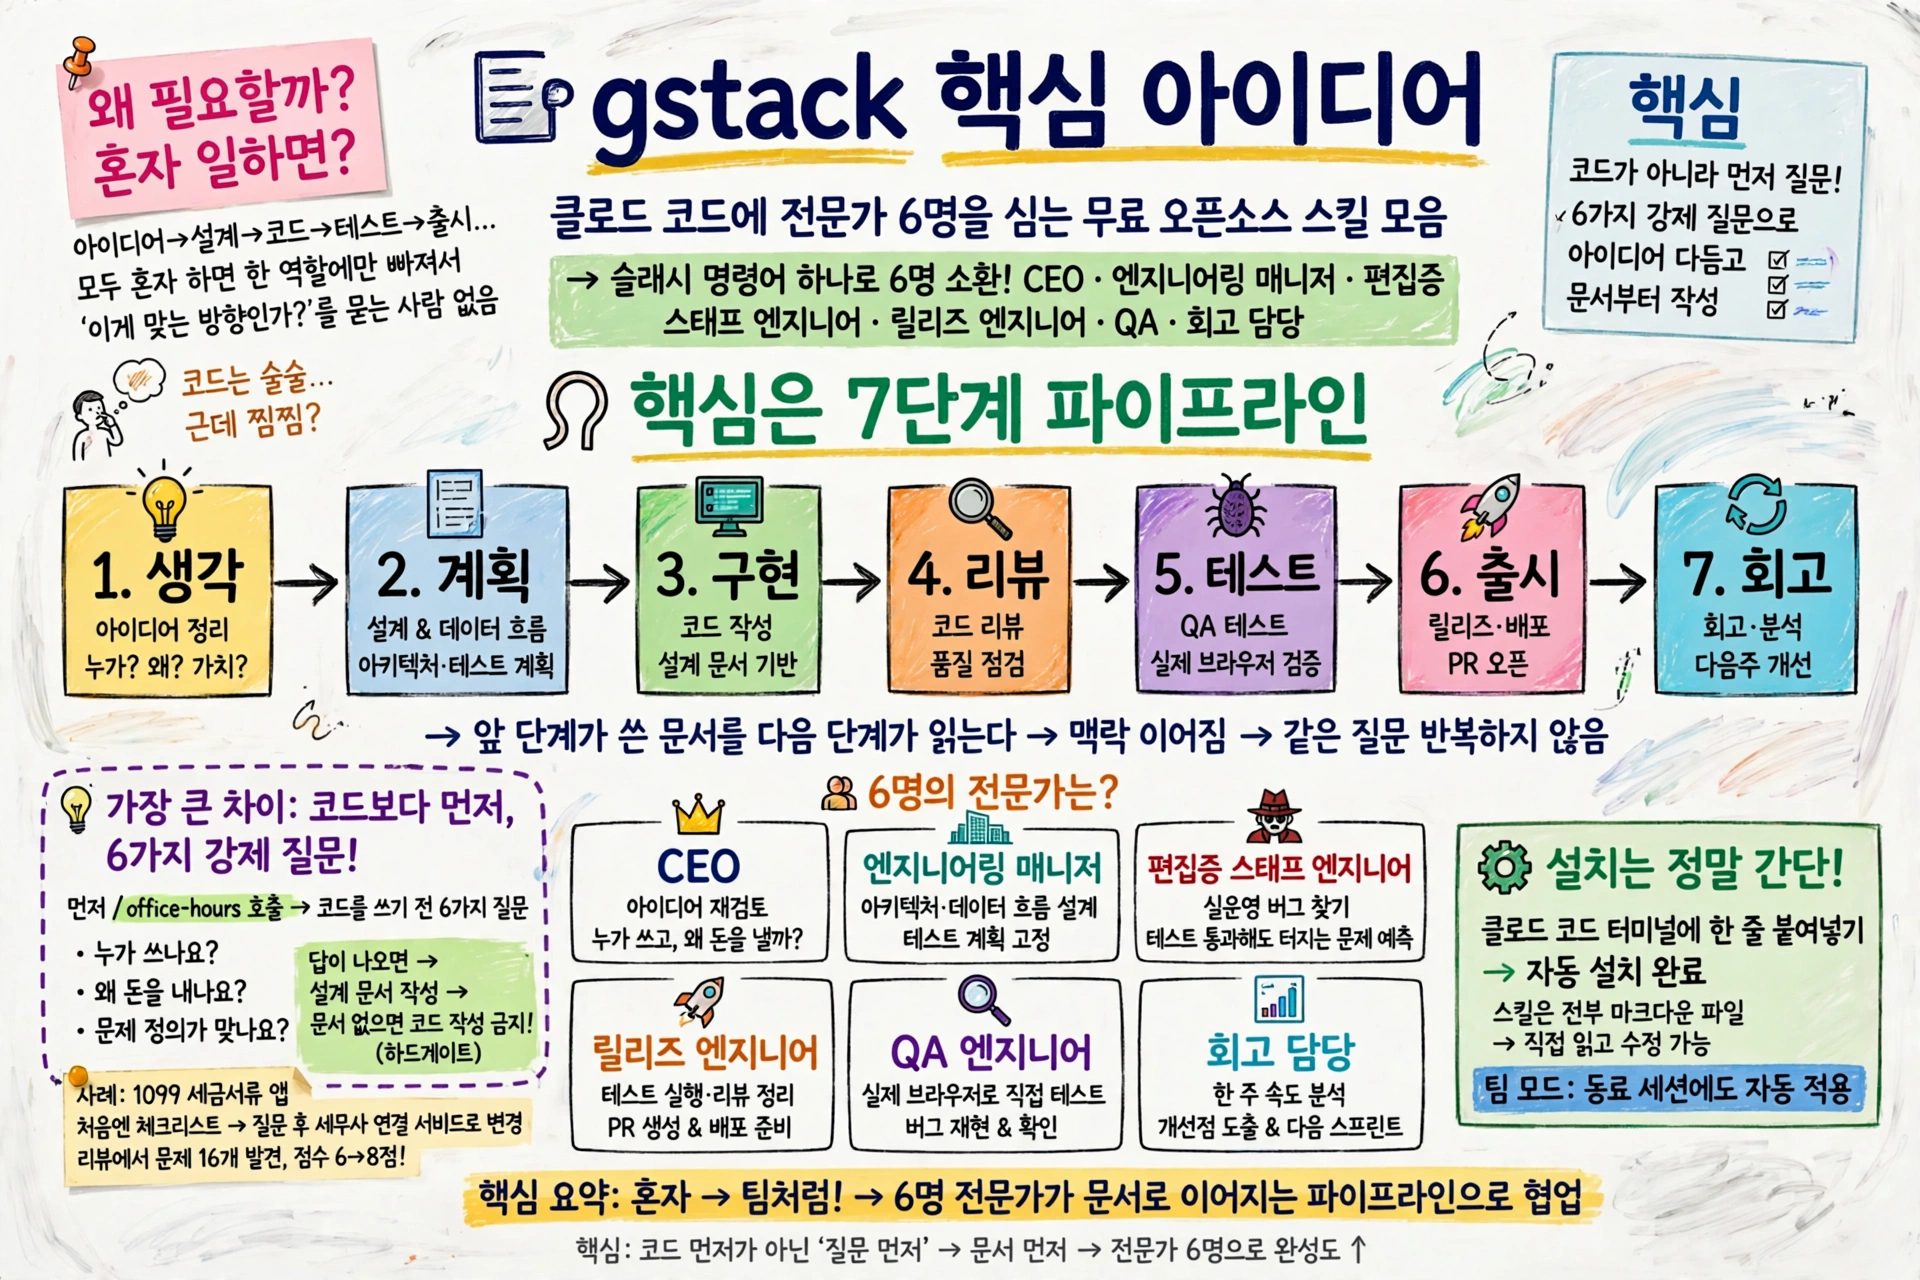 왜 필요할까?
혼자 일하면?
아이디어→설계→코드→테스트→출시...
모두 혼자 하면 한 역할에만 빠져서
‘이게 맞는 방향인가?’를 묻는 사람 없음
코드는 술술...
근데 찜찜?
gstack 핵심 아이디어
클로드 코드에 전문가 6명을 심는 무료 오픈소스 스킬 모음
→ 슬래시 명령어 하나로 6명 소환! CEO · 엔지니어링 매니저 · 편집증
스태프 엔지니어 · 릴리즈 엔지니어 · QA · 회고 담당
핵심
코드가 아니라 먼저 질문!
6가지 강제 질문으로
아이디어 다듬고
문서부터 작성
핵심은 7단계 파이프라인
1. 생각
아이디어 정리
누가? 왜? 가치?
2. 계획
설계 & 데이터 흐름
아키텍처·테스트 계획
3. 구현
코드 작성
설계 문서 기반
4. 리뷰
코드 리뷰
품질 점검
5. 테스트
QA 테스트
실제 브라우저 검증
6. 출시
릴리즈·배포
PR 오픈
7. 회고
회고·분석
다음주 개선
→ 앞 단계가 쓴 문서를 다음 단계가 읽는다 → 맥락 이어짐 → 같은 질문 반복하지 않음
가장 큰 차이: 코드보다 먼저,
6가지 강제 질문!
먼저 /office-hours 호출 → 코드를 쓰기 전 6가지 질문
• 누가 쓰나요?
• 왜 돈을 내나요?
• 문제 정의가 맞나요?
답이 나오면 →
설계 문서 작성 →
문서 없으면 코드 작성 금지!
(하드게이트)
사례: 1099 세금서류 앱
처음엔 체크리스트 → 질문 후 세무사 연결 서비드로 변경
리뷰에서 문제 16개 발견, 점수 6→8점!
6명의 전문가는?
CEO
아이디어 재검토
누가 쓰고, 왜 돈을 낼까?
엔지니어링 매니저
아키텍처·데이터 흐름 설계
테스트 계획 고정
편집증 스태프 엔지니어
실운영 버그 찾기
테스트 통과해도 터지는 문제 예측
릴리즈 엔지니어
테스트 실행·리뷰 정리
PR 생성 & 배포 준비
QA 엔지니어
실제 브라우저로 직접 테스트
버그 재현 & 확인
회고 담당
한 주 속도 분석
개선점 도출 & 다음 스프린트
설치는 정말 간단!
클로드 코드 터미널에 한 줄 붙여넣기
→ 자동 설치 완료
스킬은 전부 마크다운 파일
→ 직접 읽고 수정 가능
팀 모드: 동료 세션에도 자동 적용
핵심 요약: 혼자 → 팀처럼! → 6명 전문가가 문서로 이어지는 파이프라인으로 협업
핵심: 코드 먼저가 아닌 ‘질문 먼저’ → 문서 먼저 → 전문가 6명으로 완성도 ↑